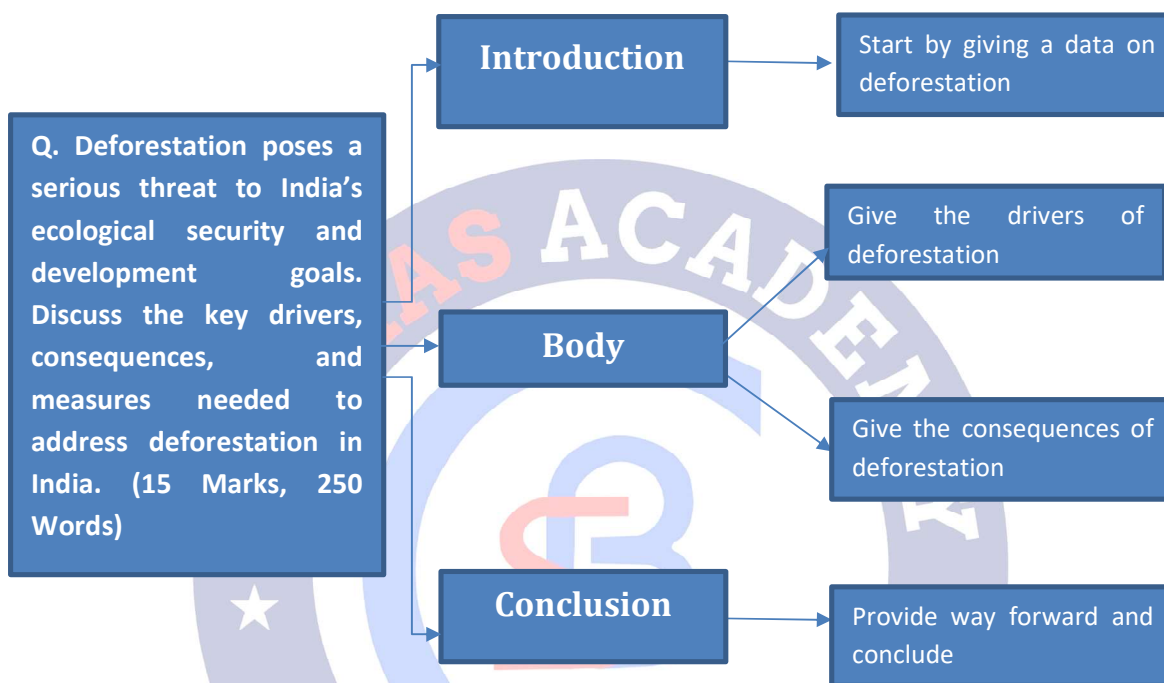 Q. Deforestation poses a
serious threat to India's
ecological security and
development goals.
Discuss the key drivers,
consequences, and
measures needed to
address deforestation in
India. (15 Marks, 250
Words)
Introduction
Start by giving a data on
deforestation
Body
Give the drivers of
deforestation
Give the consequences of
deforestation
Conclusion
Provide way forward and
conclude
AS ACADEMY